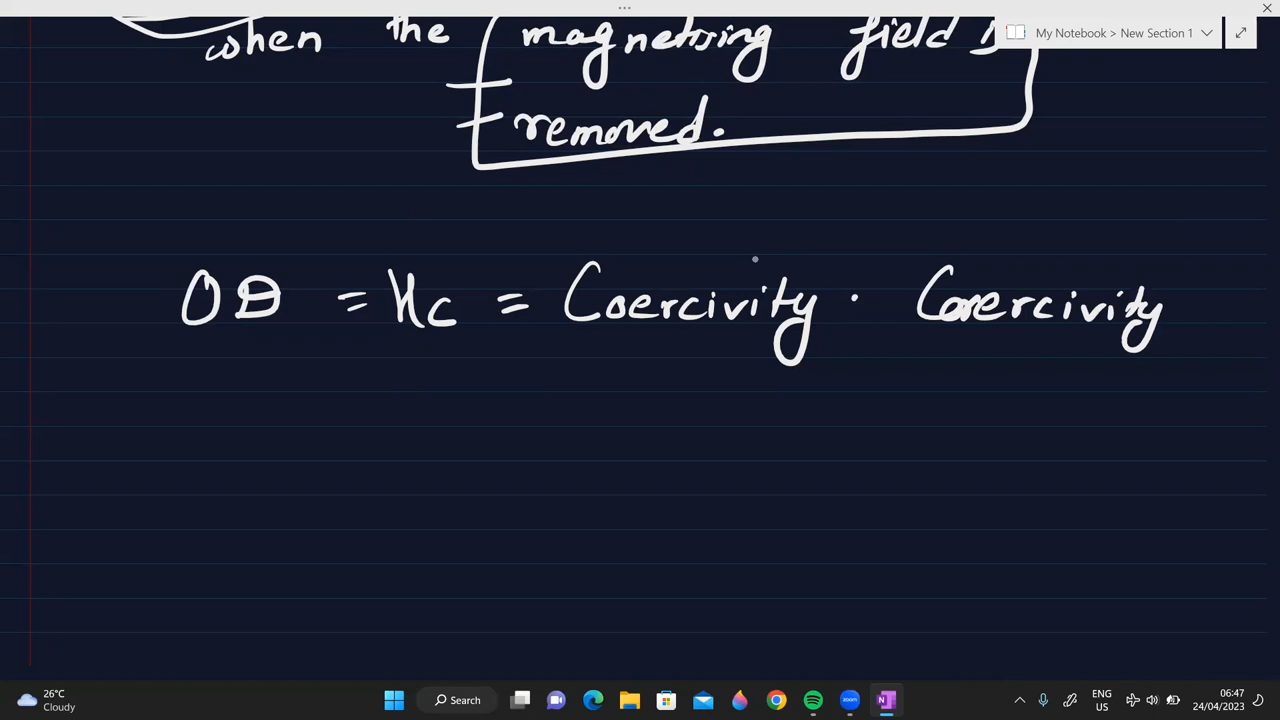 when the magnetising field is
My Notebook > New Section 1
removed.
OD = Hc = Coercivity . Coercivity
26°C
Cloudy
Search
ENG
US
06:47
24/04/2023